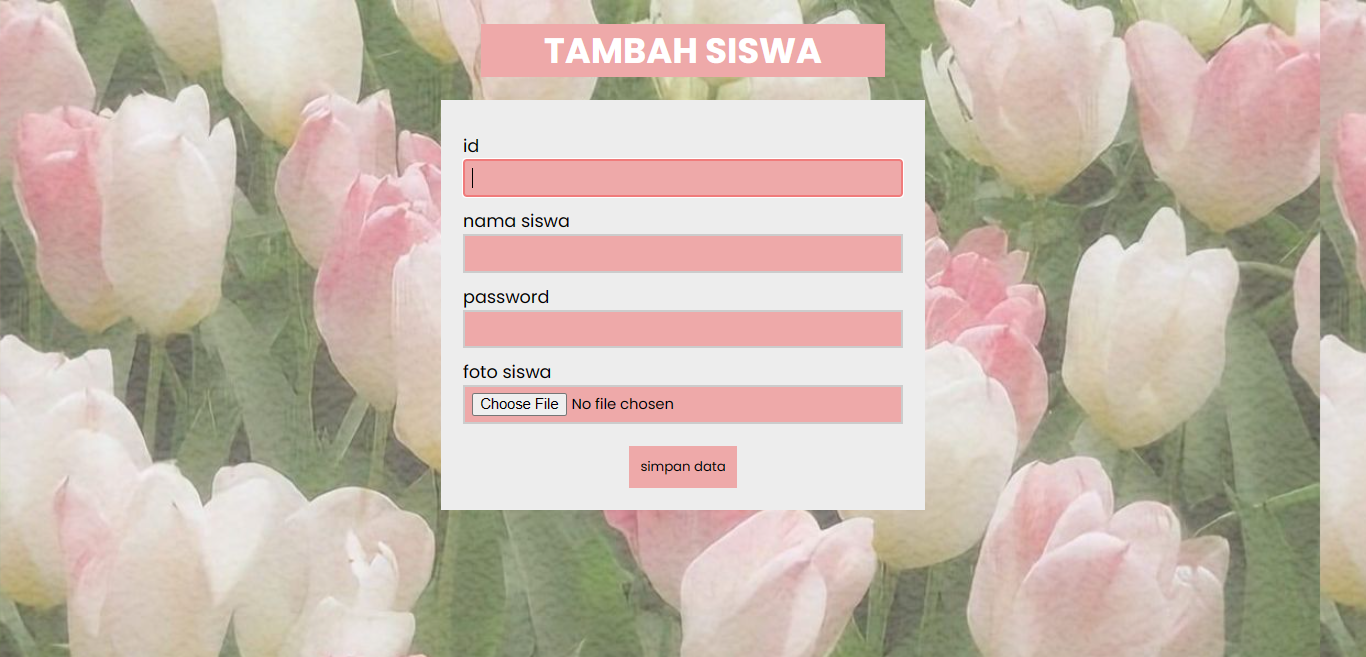 TAMBAH SISWA
id
nama siswa
password
foto siswa
Choose File No file chosen
simpan data